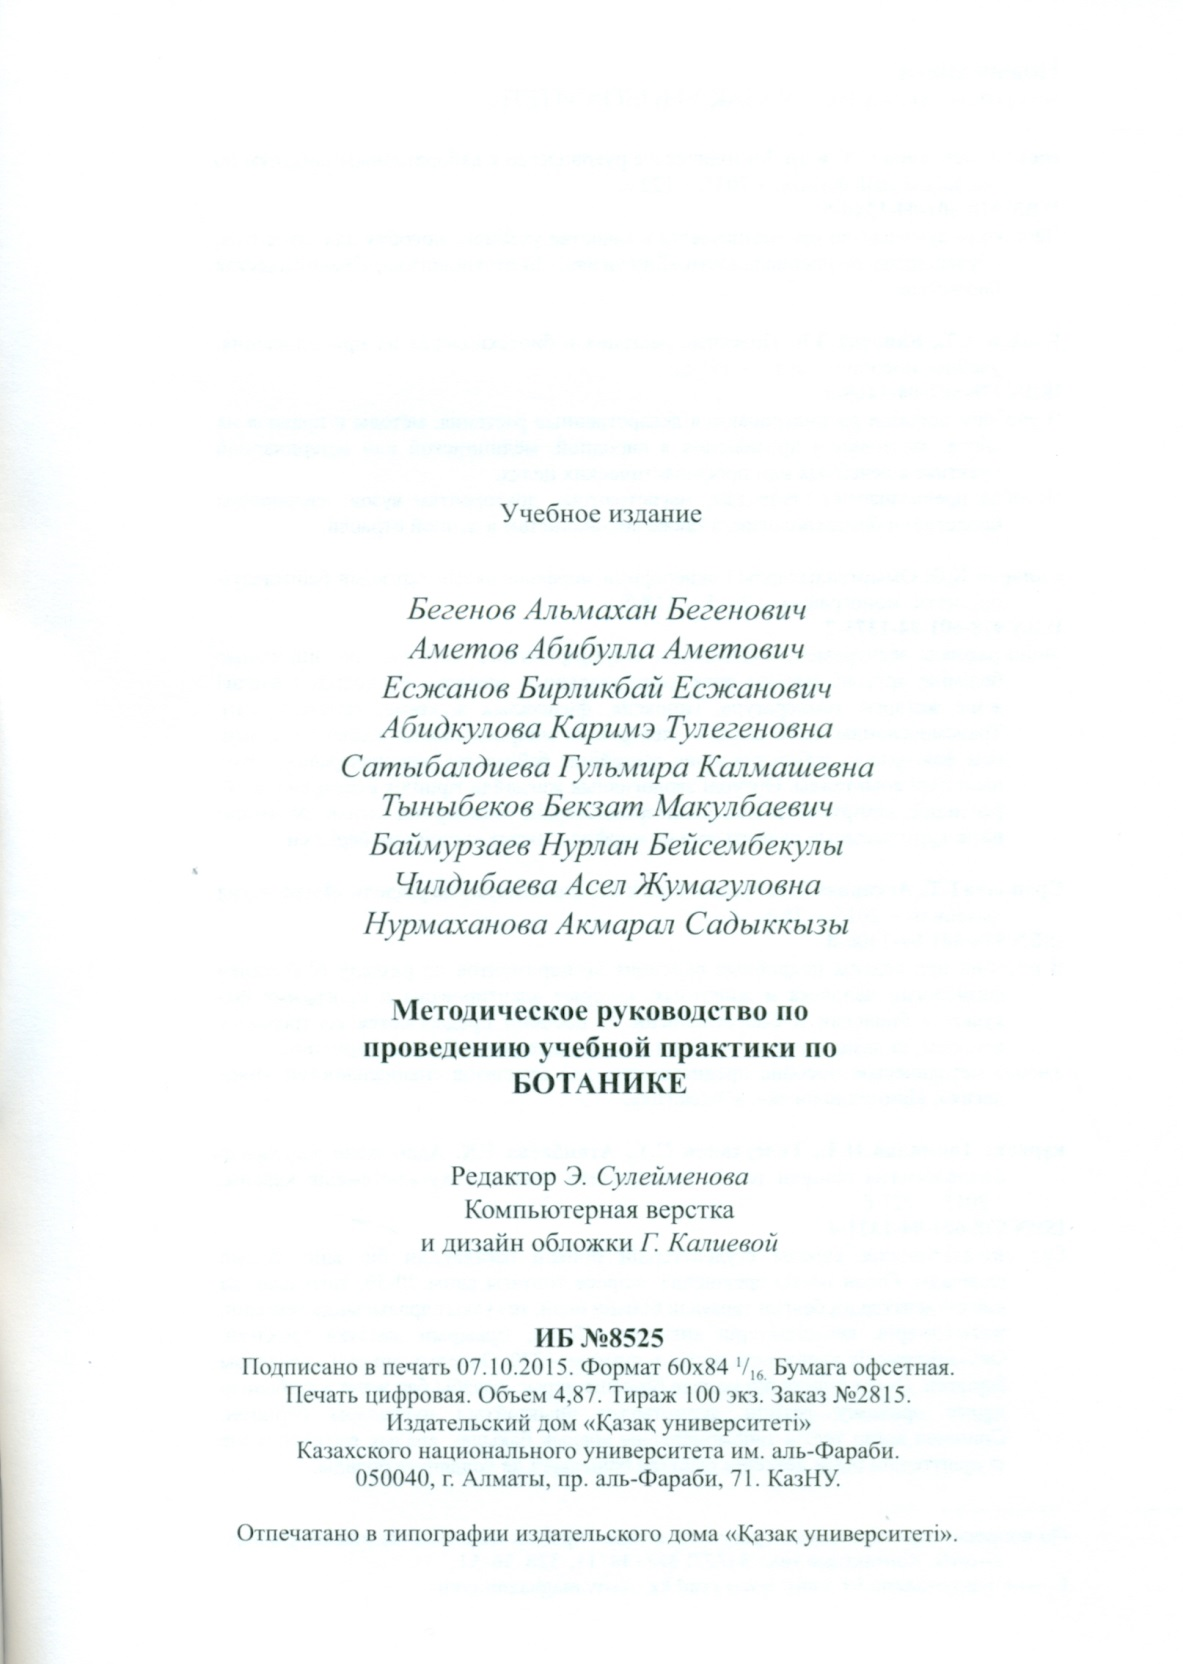 Учебное издание
Бегенов Альмахан Бегенович
Аметов Абибулла Аметович
Есжанов Бирликбай Есжанович
Абидкулова Каримэ Тулегеновна
Сатыбалдиева Гульмира Калмашевна
Тыныбеков Бекзат Макулбаевич
Баймурзаев Нурлан Бейсембекулы
Чилдибаева Асел Жумагуловна
Нурмаханова Акмарал Садыккызы
Методическое руководство по
проведению учебной практики по
БОТАНИКЕ
Редактор Э. Сулейменова
Компьютерная верстка
и дизайн обложки Г. Калиевой
ИБ №8525
Подписано в печать 07.10.2015. Формат 60х84 1/16. Бумага офсетная.
Печать цифровая. Объем 4,87. Тираж 100 экз. Заказ №2815.
Издательский дом «Қазақ университеті»
Казахского национального университета им. аль-Фараби.
050040, г. Алматы, пр. аль-Фараби, 71. КазНУ.
Отпечатано в типографии издательского дома «Қазақ университеті».